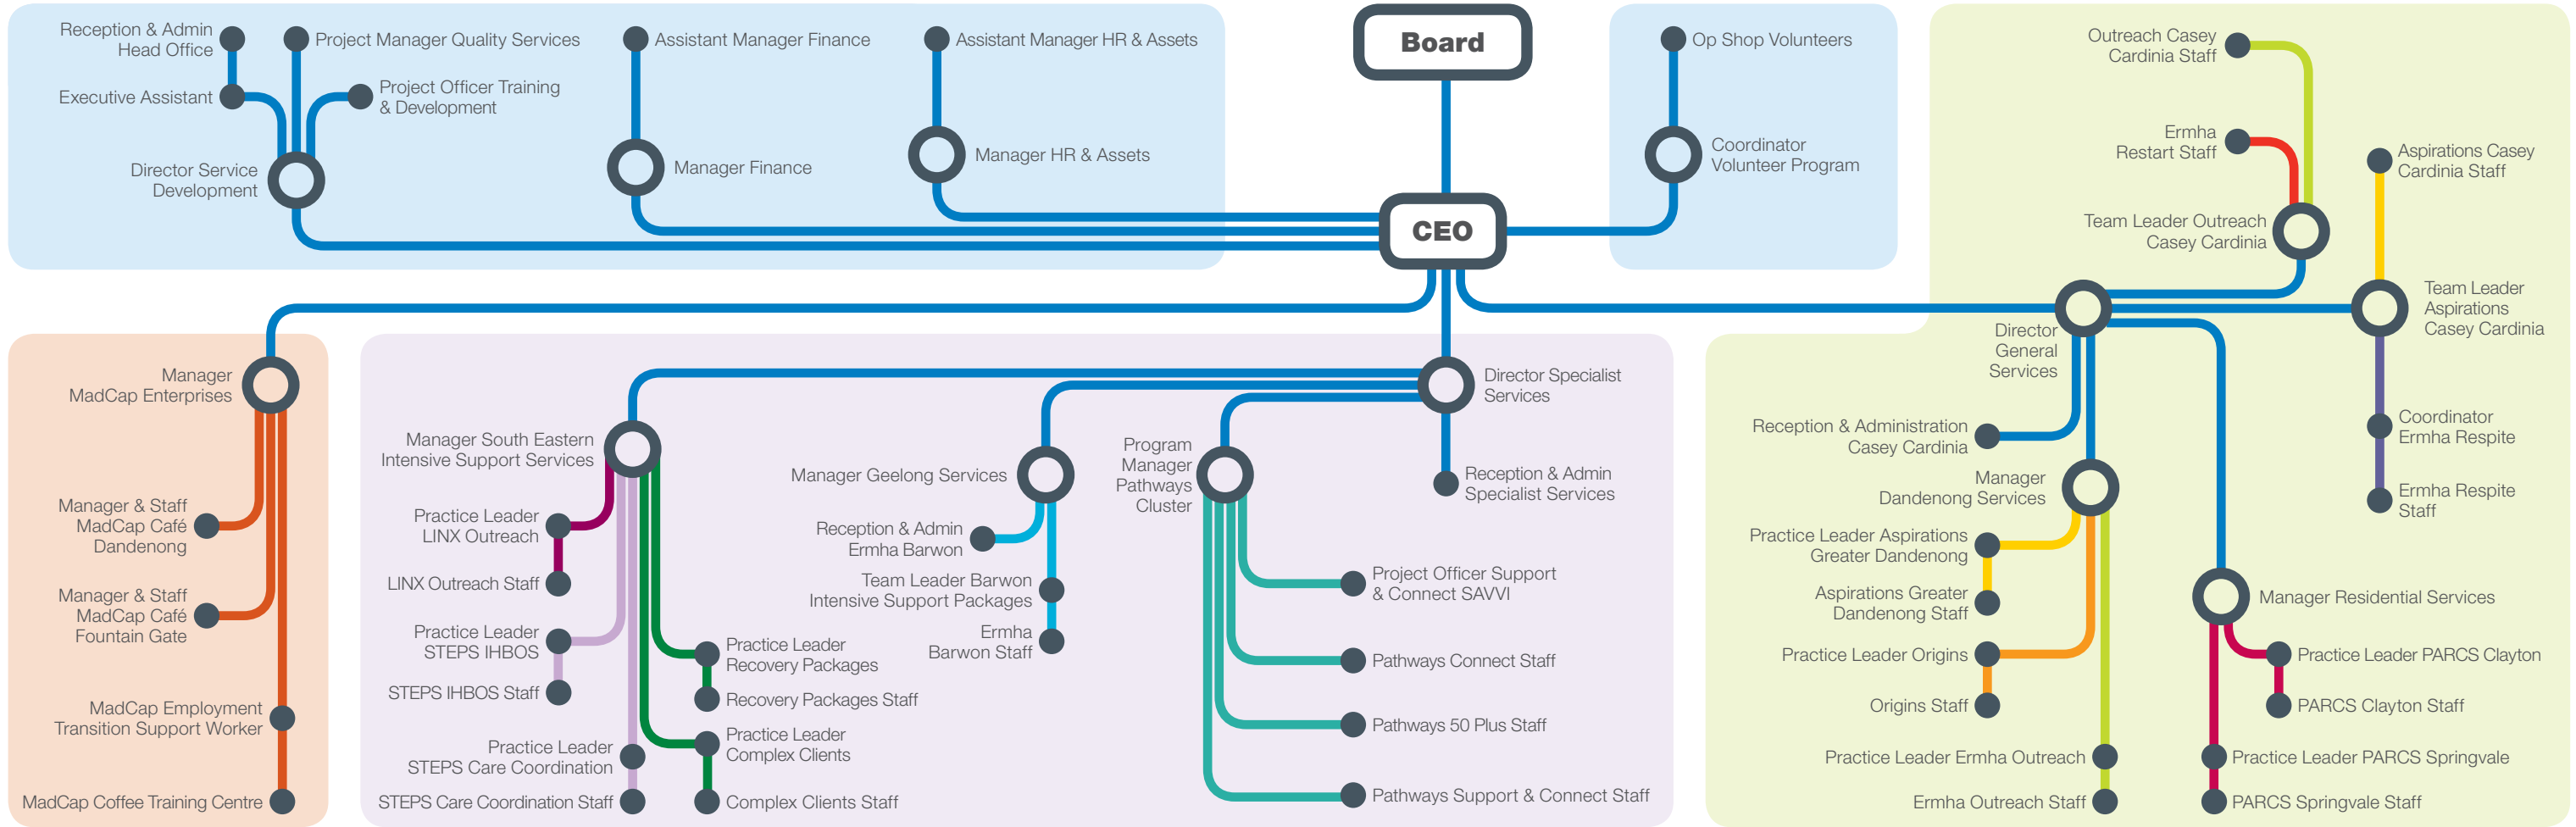 Reception & Admin
Head Office
Project Manager Quality Services
Executive Assistant
Project Officer Training
& Development
Director Service
Development
Assistant Manager Finance
Manager Finance
Assistant Manager HR & Assets
Manager HR & Assets
Board
CEO
Op Shop Volunteers
Coordinator
Volunteer Program
Outreach Casey
Cardinia Staff
Ermha
Restart Staff
Team Leader Outreach
Casey Cardinia
Aspirations Casey
Cardinia Staff
Team Leader
Aspirations
Casey Cardinia
Coordinator
Ermha Respite
Ermha Respite
Staff
Manager
MadCap Enterprises
Manager & Staff
MadCap Café
Dandenong
Manager & Staff
MadCap Café
Fountain Gate
MadCap Employment
Transition Support Worker
MadCap Coffee Training Centre
Director Specialist
Services
Manager South Eastern
Intensive Support Services
Practice Leader
LINX Outreach
LINX Outreach Staff
Practice Leader
STEPS IHBOS
STEPS IHBOS Staff
Practice Leader
STEPS Care Coordination
STEPS Care Coordination Staff
Practice Leader
Recovery Packages
Recovery Packages Staff
Practice Leader
Complex Clients
Complex Clients Staff
Manager Geelong Services
Reception & Admin
Ermha Barwon
Team Leader Barwon
Intensive Support Packages
Ermha
Barwon Staff
Program
Manager
Pathways
Cluster
Reception & Admin
Specialist Services
Project Officer Support
& Connect SAVVI
Pathways Connect Staff
Pathways 50 Plus Staff
Pathways Support & Connect Staff
Director
General
Services
Reception & Administration
Casey Cardinia
Manager
Dandenong Services
Practice Leader Aspirations
Greater Dandenong
Aspirations Greater
Dandenong Staff
Practice Leader Origins
Origins Staff
Practice Leader Ermha Outreach
Ermha Outreach Staff
Manager Residential Services
Practice Leader PARCS Clayton
PARCS Clayton Staff
Practice Leader PARCS Springvale
PARCS Springvale Staff